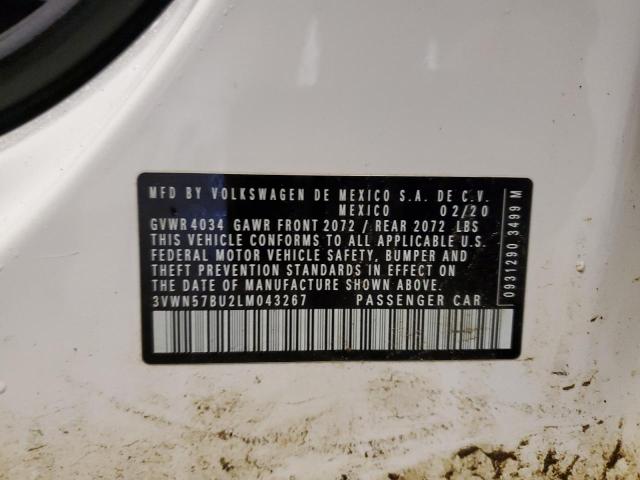 MFD BY VOLKSWAGEN DE MEXICO S.A. DE C.V.
MEXICO 02/20
GVWR 4034 GAWR FRONT 2072 / REAR 2072 LBS
THIS VEHICLE CONFORMS TO ALL APPLICABLE U.S.
FEDERAL MOTOR VEHICLE SAFETY, BUMPER AND
THEFT PREVENTION STANDARDS IN EFFECT ON
THE DATE OF MANUFACTURE SHOWN ABOVE.
3VWN57BU2LM043267 PASSENGER CAR
0931290 3499 M